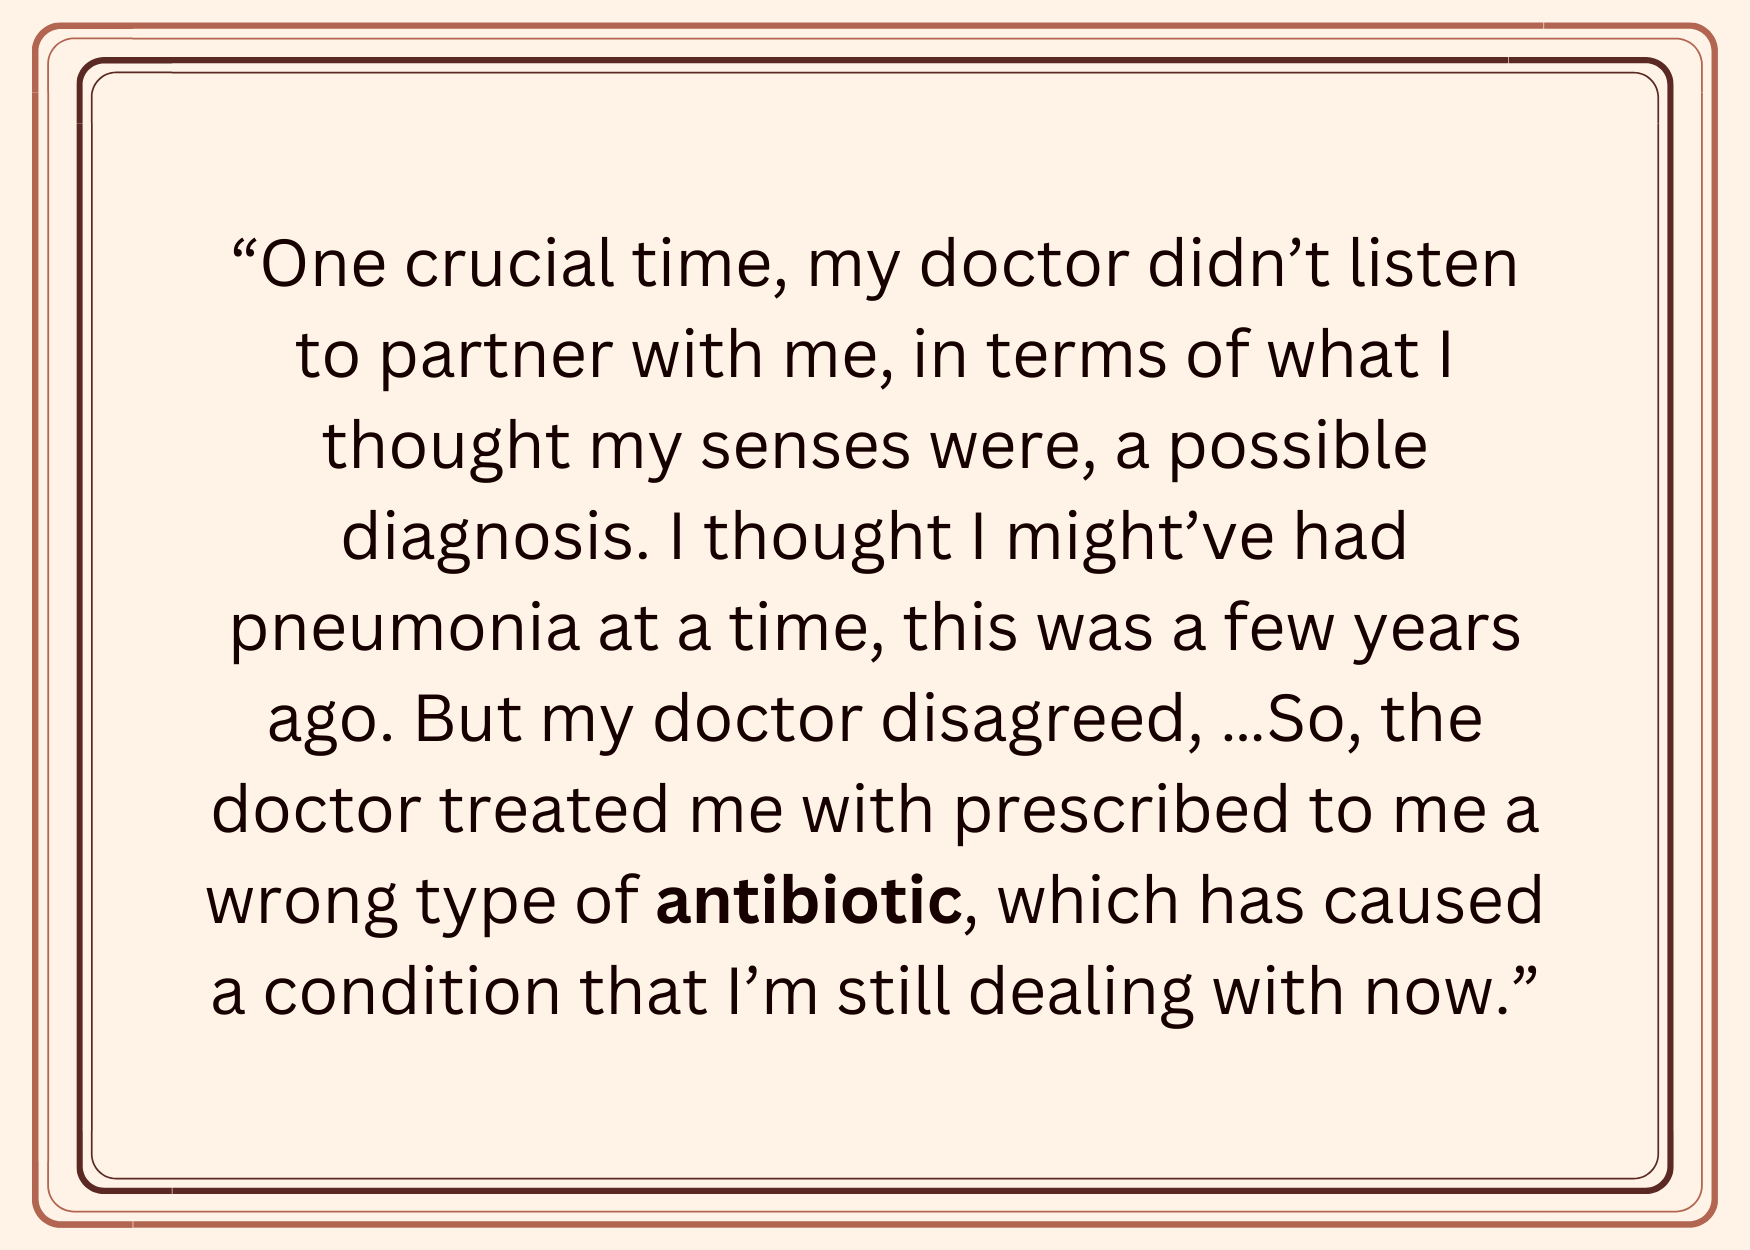 “One crucial time, my doctor didn’t listen
to partner with me, in terms of what I
thought my senses were, a possible
diagnosis. I thought I might’ve had
pneumonia at a time, this was a few years
ago. But my doctor disagreed, ...So, the
doctor treated me with prescribed to me a
wrong type of antibiotic, which has caused
a condition that I’m still dealing with now.”